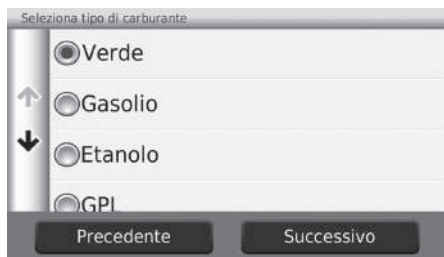 Seleziona tipo di carburante
Verde
Gasolio
Etanolo
GPL
Precedente
Successivo